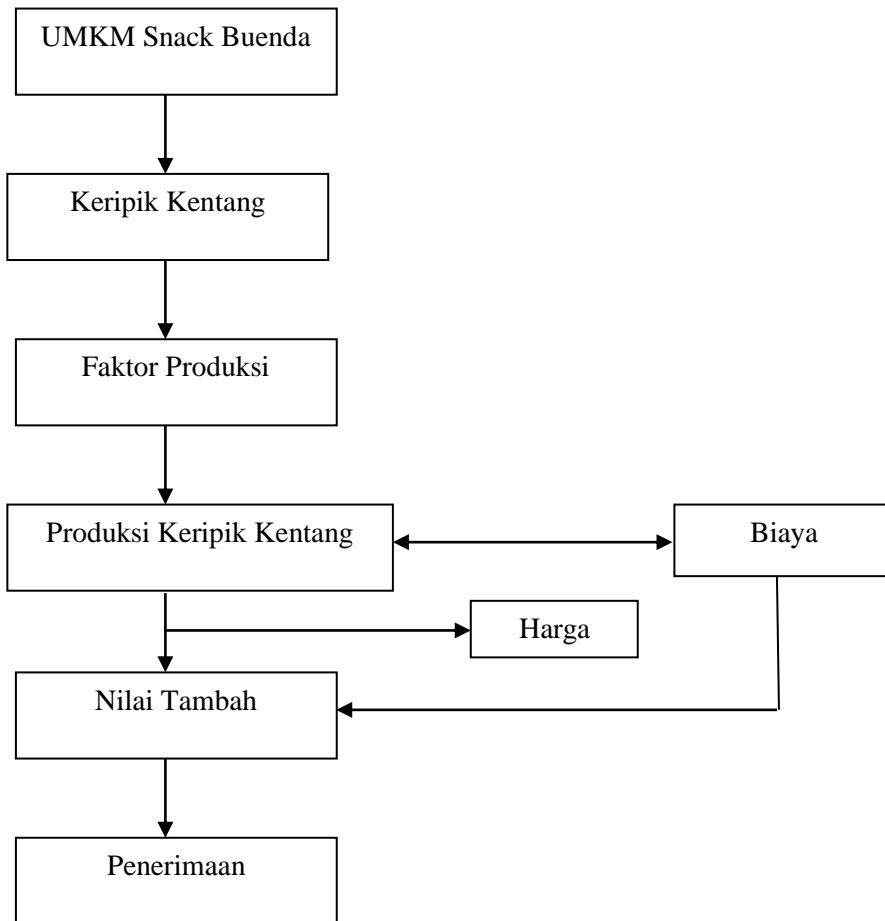 UMKM Snack Buenda
Keripik Kentang
Faktor Produksi
Produksi Keripik Kentang
Biaya
Harga
Nilai Tambah
Penerimaan